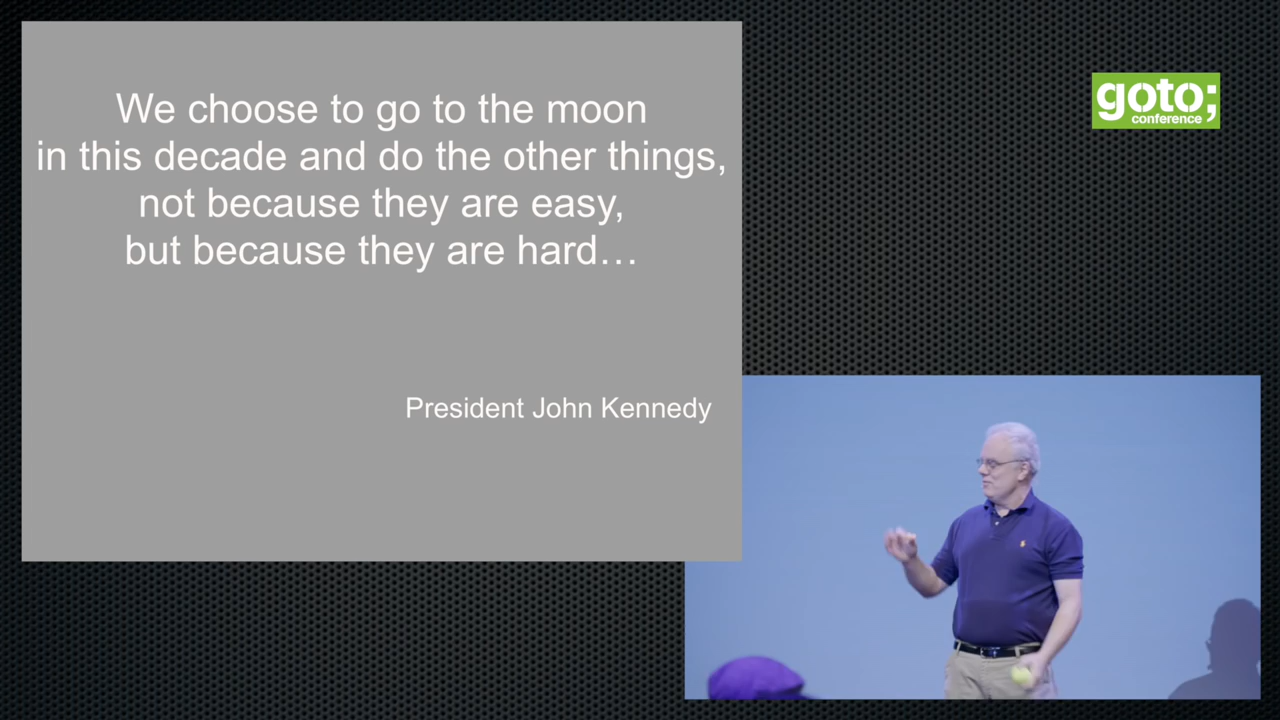 We choose to go to the moon
in this decade and do the other things,
not because they are easy,
but because they are hard…
President John Kennedy
goto;
conference